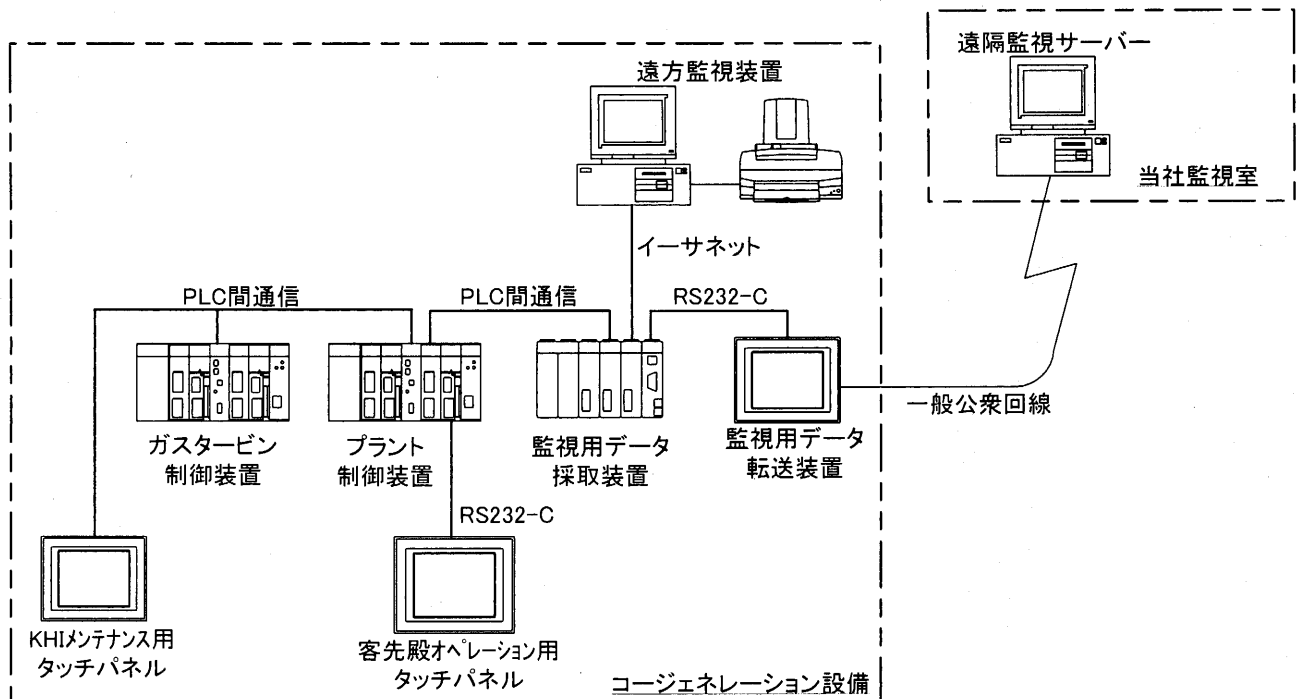 遠隔監視サーバー
当社監視室
遠方監視装置
イーサネット
PLC間通信
PLC間通信
RS232-C
一般公衆回線
ガスタービン
制御装置
プラント
制御装置
監視用データ
採取装置
監視用データ
転送装置
RS232-C
KHIメンテナンス用
タッチパネル
客先殿オペレーション用
タッチパネル
コージェネレーション設備